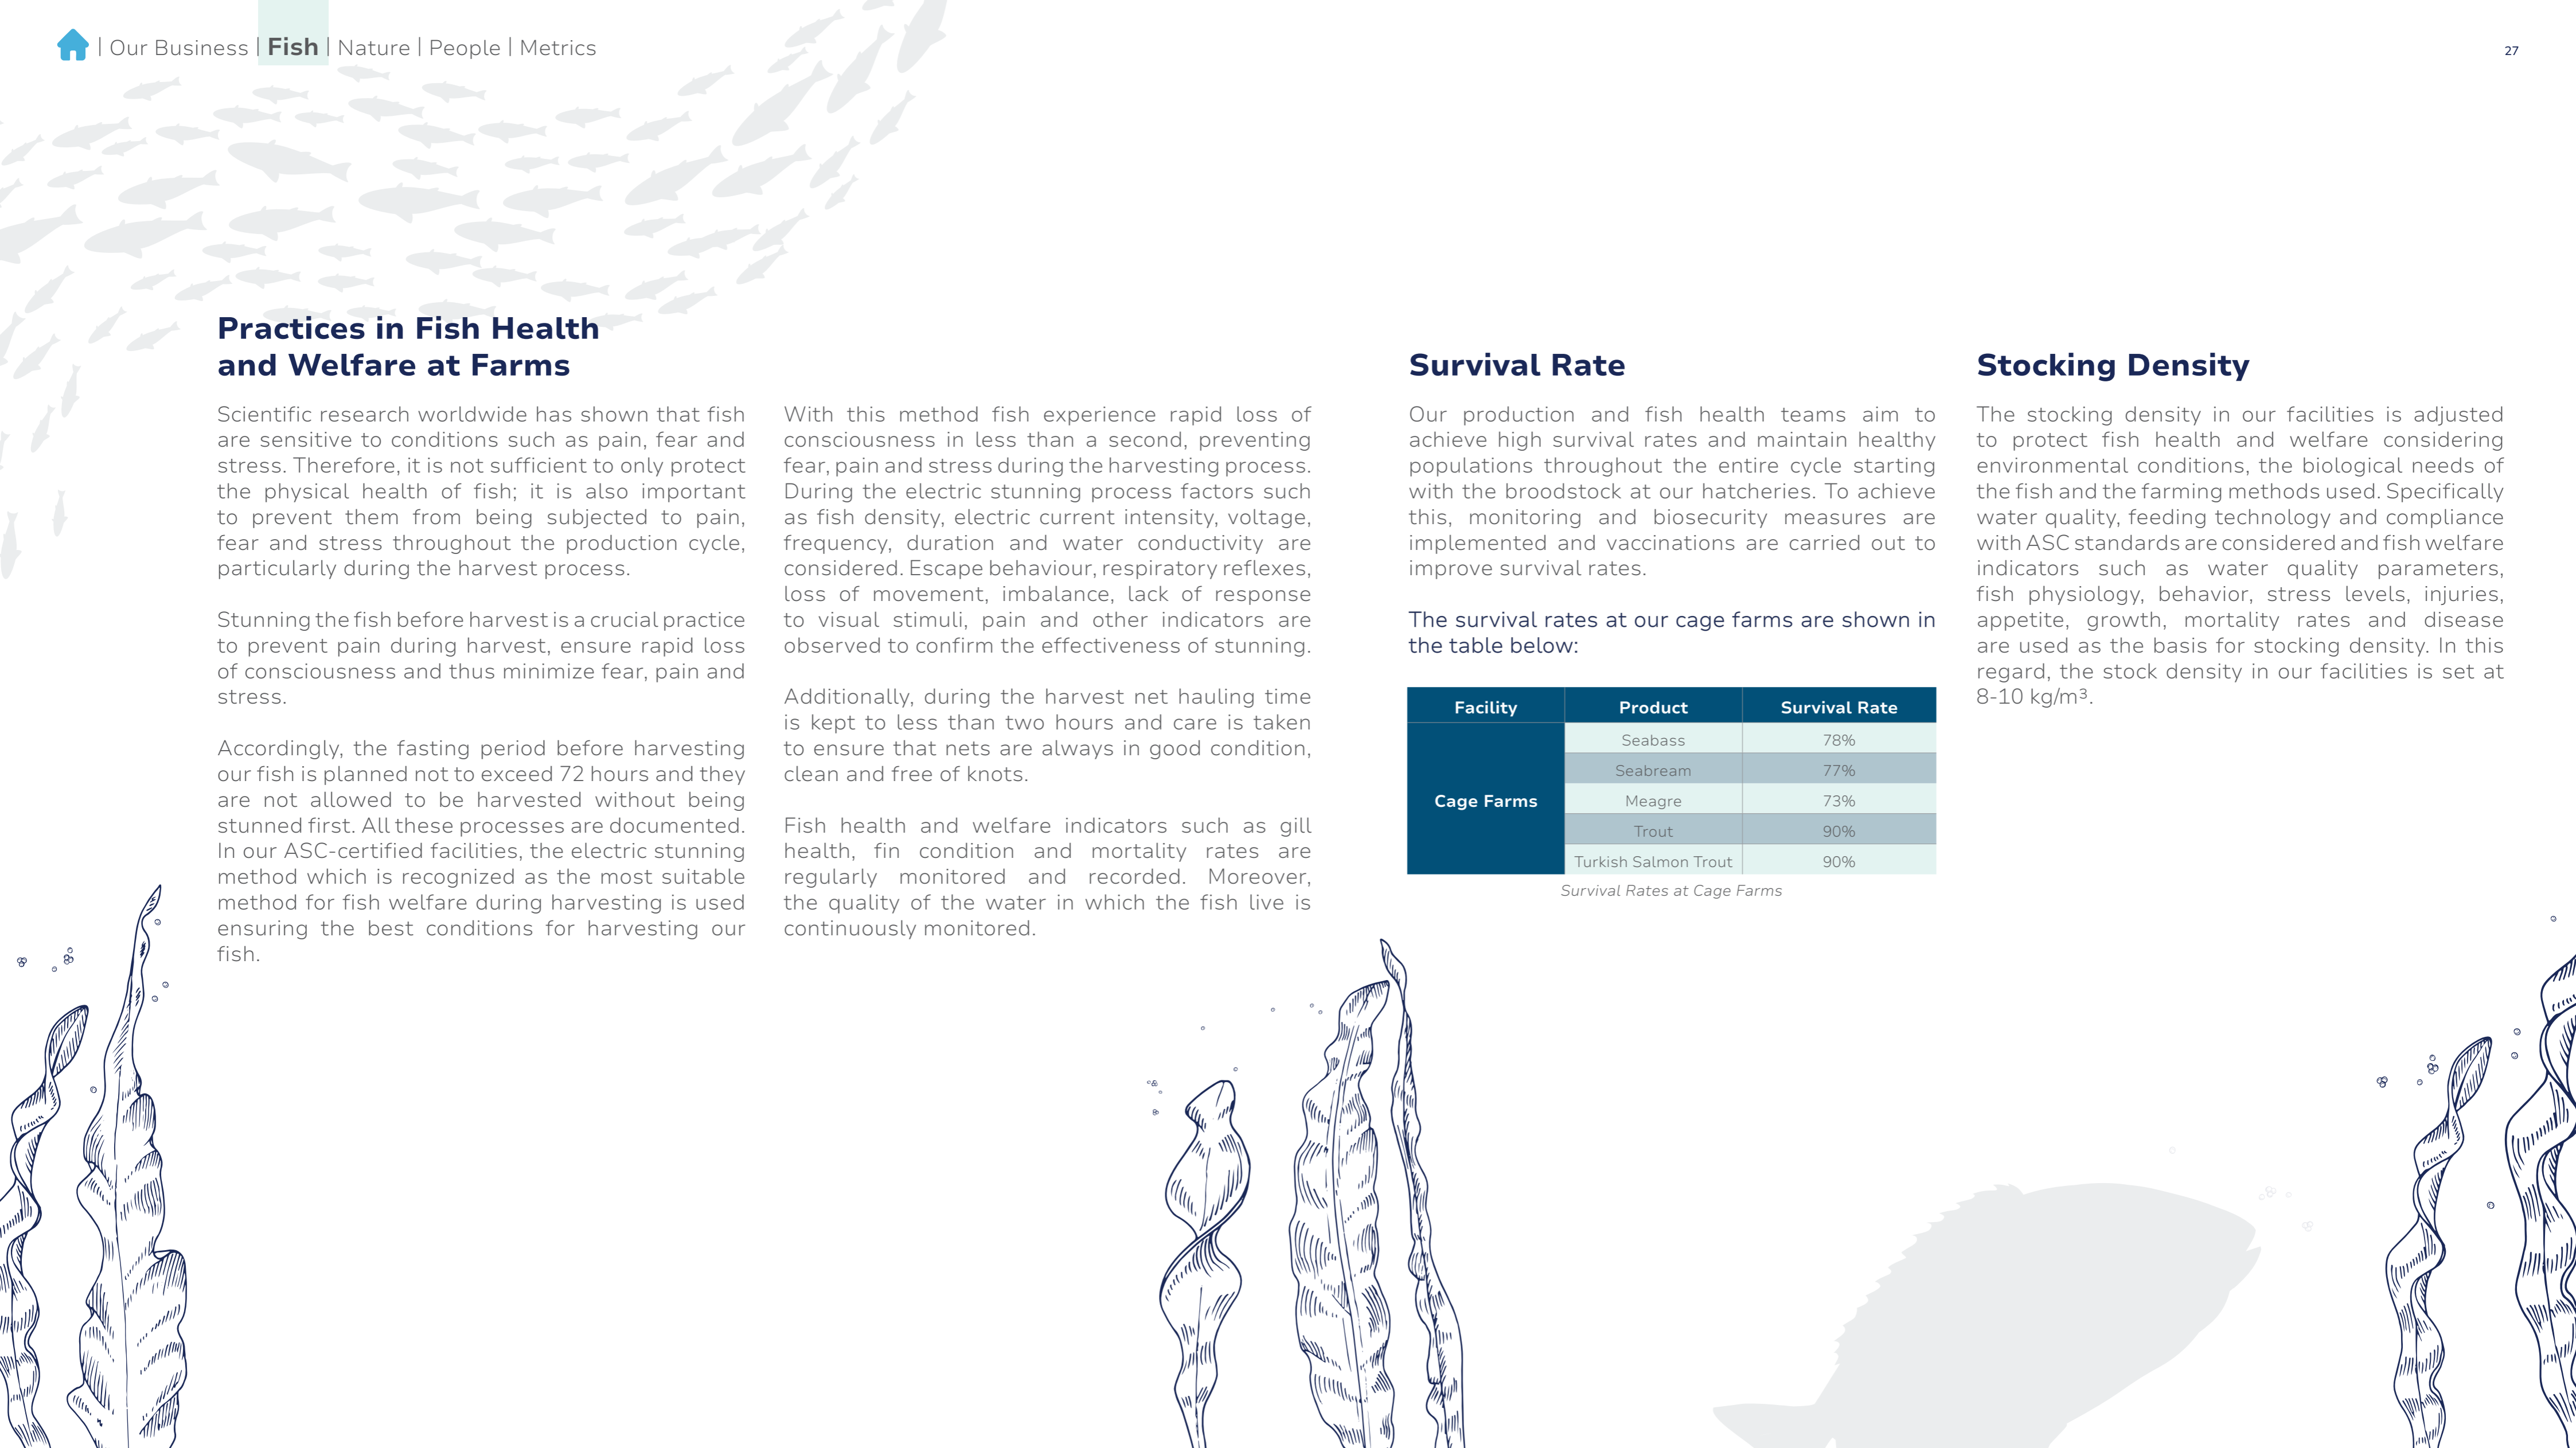 | Our Business | Fish | Nature | People | Metrics
27
Practices in Fish Health
and Welfare at Farms
Scientific research worldwide has shown that fish
are sensitive to conditions such as pain, fear and
stress. Therefore, it is not sufficient to only protect
the physical health of fish; it is also important
to prevent them from being subjected to pain,
fear and stress throughout the production cycle,
particularly during the harvest process.
Stunning the fish before harvest is a crucial practice
to prevent pain during harvest, ensure rapid loss
of consciousness and thus minimize fear, pain and
stress.
Accordingly, the fasting period before harvesting
our fish is planned not to exceed 72 hours and they
are not allowed to be harvested without being
stunned first. All these processes are documented.
In our ASC-certified facilities, the electric stunning
method which is recognized as the most suitable
method for fish welfare during harvesting is used
ensuring the best conditions for harvesting our
fish.
With this method fish experience rapid loss of
consciousness in less than a second, preventing
fear, pain and stress during the harvesting process.
During the electric stunning process factors such
as fish density, electric current intensity, voltage,
frequency, duration and water conductivity are
considered. Escape behaviour, respiratory reflexes,
loss of movement, imbalance, lack of response
to visual stimuli, pain and other indicators are
observed to confirm the effectiveness of stunning.
Additionally, during the harvest net hauling time
is kept to less than two hours and care is taken
to ensure that nets are always in good condition,
clean and free of knots.
Fish health and welfare indicators such as gill
health, fin condition and mortality rates are
regularly monitored and recorded. Moreover,
the quality of the water in which the fish live is
continuously monitored.
Survival Rate
Our production and fish health teams aim to
achieve high survival rates and maintain healthy
populations throughout the entire cycle starting
with the broodstock at our hatcheries. To achieve
this, monitoring and biosecurity measures are
implemented and vaccinations are carried out to
improve survival rates.
The survival rates at our cage farms are shown in
the table below:
Facility Product Survival Rate
Cage Farms
Seabass 78%
Seabream 77%
Meagre 73%
Trout 90%
Turkish Salmon Trout 90%
Survival Rates at Cage Farms
Stocking Density
The stocking density in our facilities is adjusted
to protect fish health and welfare considering
environmental conditions, the biological needs of
the fish and the farming methods used. Specifically
water quality, feeding technology and compliance
with ASC standards are considered and fish welfare
indicators such as water quality parameters,
fish physiology, behavior, stress levels, injuries,
appetite, growth, mortality rates and disease
are used as the basis for stocking density. In this
regard, the stock density in our facilities is set at
8-10 kg/m³.